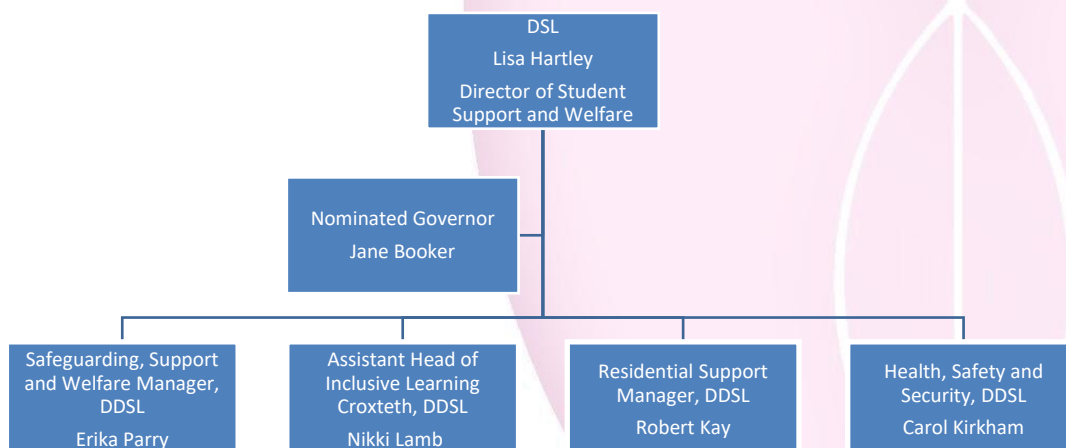 DSL
Lisa Hartley
Director of Student
Support and Welfare
Nominated Governor
Jane Booker
Safeguarding, Support
and Welfare Manager,
DDSL
Erika Parry
Assistant Head of
Inclusive Learning
Croxteth, DDSL
Nikki Lamb
Residential Support
Manager, DDSL
Robert Kay
Health, Safety and
Security, DDSL
Carol Kirkham